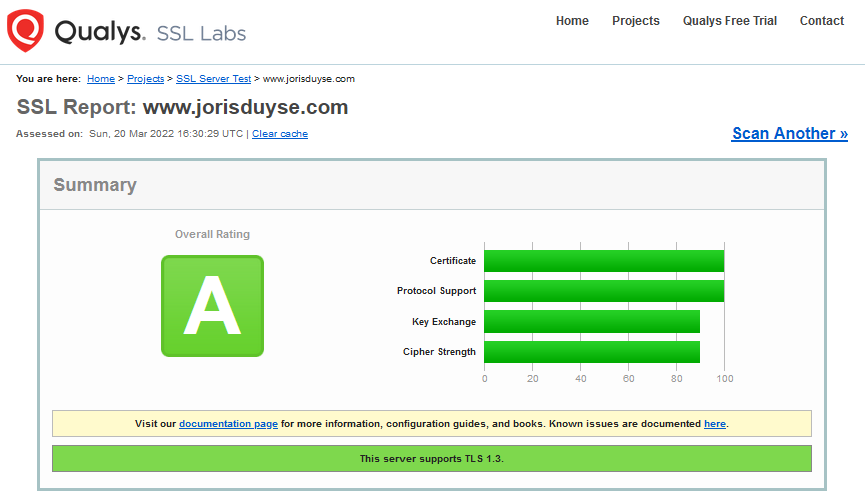 Qualys. SSL Labs
Home Projects Qualys Free Trial Contact
You are here: Home > Projects > SSL Server Test > www.jorisduyse.com
SSL Report: www.jorisduyse.com
Assessed on: Sun, 20 Mar 2022 16:30:29 UTC | Clear cache
Scan Another »
Summary
Overall Rating
A
Certificate
Protocol Support
Key Exchange
Cipher Strength
0 20 40 60 80 100
Visit our documentation page for more information, configuration guides, and books. Known issues are documented here.
This server supports TLS 1.3.